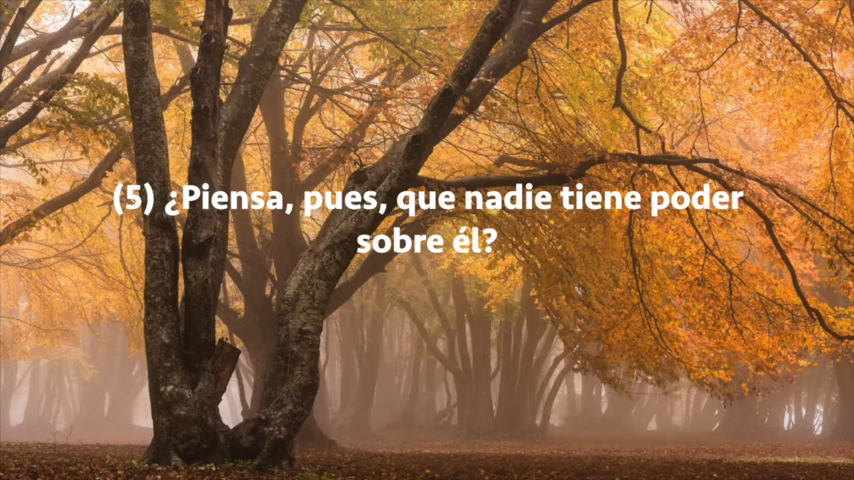 (5) ¿Piensa, pues, que nadie tiene poder
sobre él?